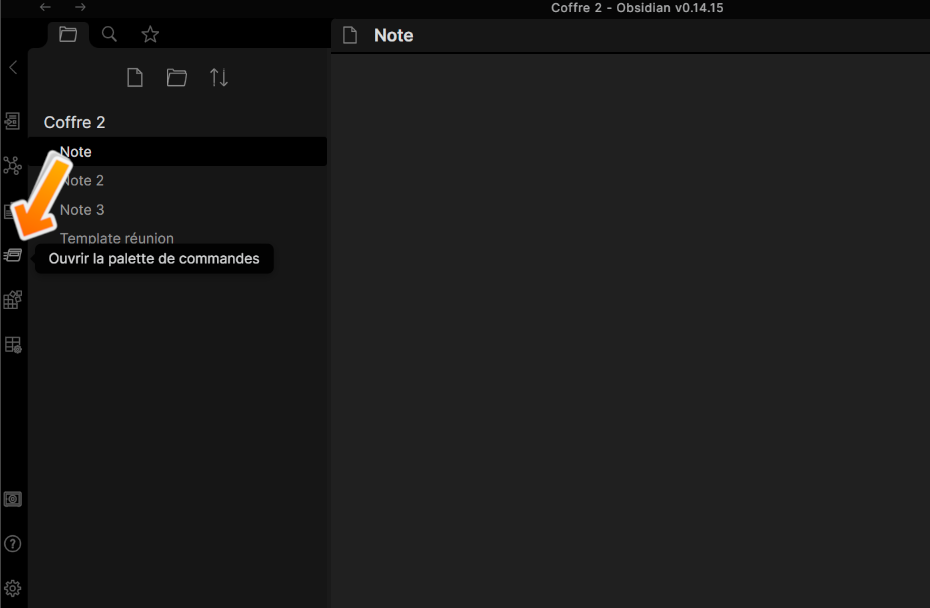 Coffre 2 - Obsidian v0.14.15
Note
Coffre 2
Note
Note 2
Note 3
Template réunion
Ouvrir la palette de commandes